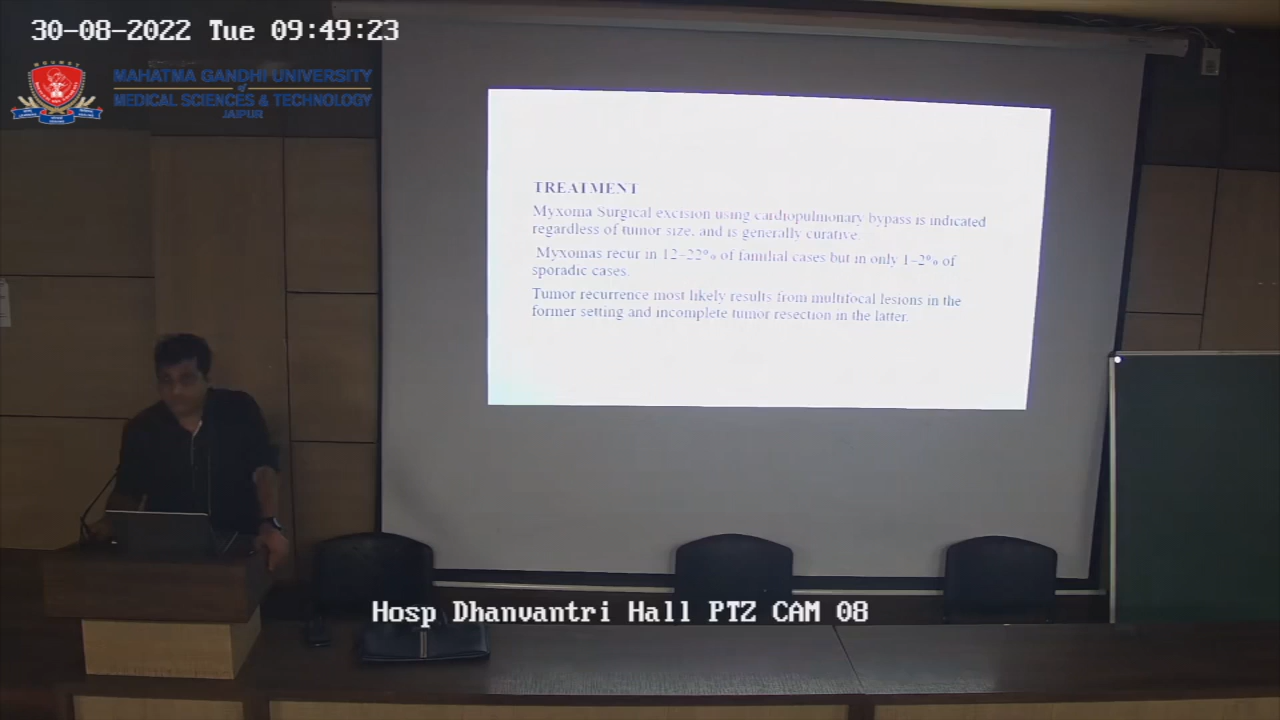 30-08-2022 Tue 09:49:23
MAHATMA GANDHI UNIVERSITY
of
MEDICAL SCIENCES & TECHNOLOGY
JAIPUR
TREATMENT
Myxoma Surgical excision using cardiopulmonary bypass is indicated
regardless of tumor size, and is generally curative.
Myxomas recur in 12–22% of familial cases but in only 1–2% of
sporadic cases.
Tumor recurrence most likely results from multifocal lesions in the
former setting and incomplete tumor resection in the latter.
Hosp Dhanvantri Hall PTZ CAM 08